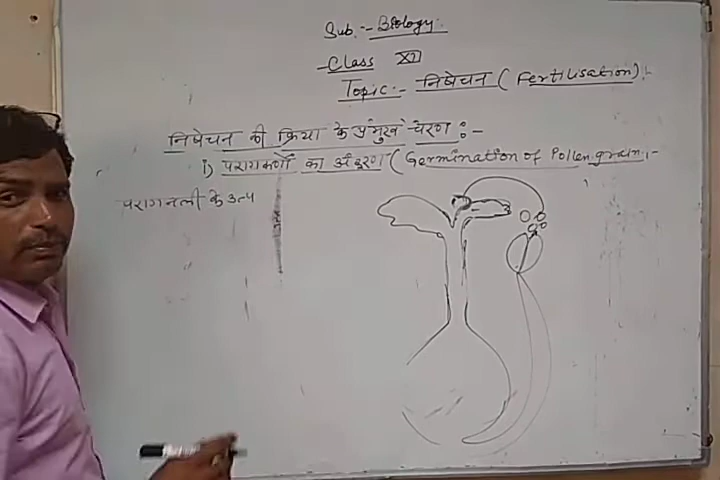 Sub.:- Biology.
Class XII
Topic:- निषेचन (Fertilisation):-
निषेचन की क्रिया के प्रमुख चरण :-
1) परागकणों का अंकुरण (Germination of Pollen grain:-
पराग नली के उत्प